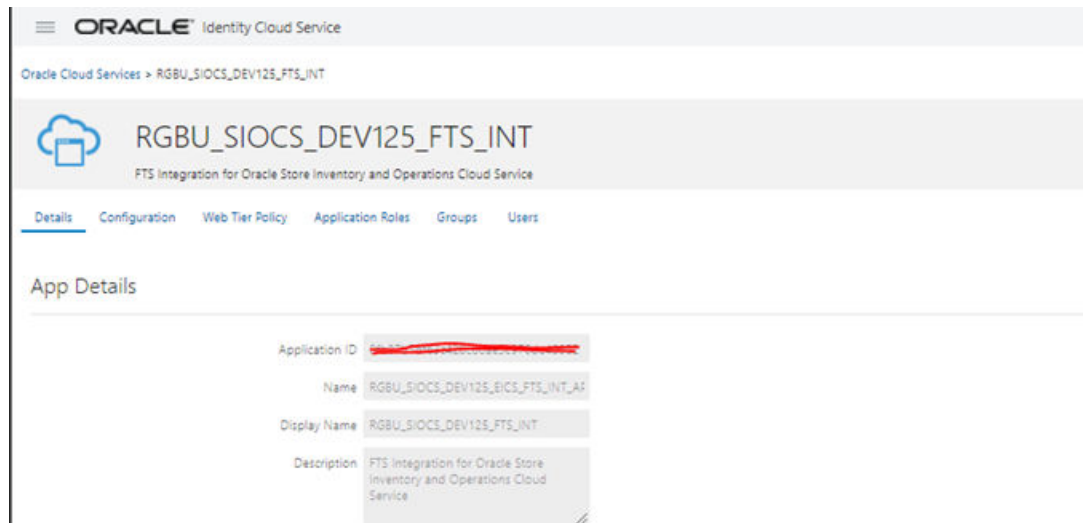 ORACLE Identity Cloud Service
Oracle Cloud Services > RGBU_SIOCS_DEV125_FTS_INT
RGBU_SIOCS_DEV125_FTS_INT
FTS Integration for Oracle Store Inventory and Operations Cloud Service
Details Configuration Web Tier Policy Application Roles Groups Users
App Details
Application ID
Name RGBU_SIOCS_DEV125_EICS_FTS_INT_AF
Display Name RGBU_SIOCS_DEV125_FTS_INT
Description FTS Integration for Oracle Store
Inventory and Operations Cloud
Service